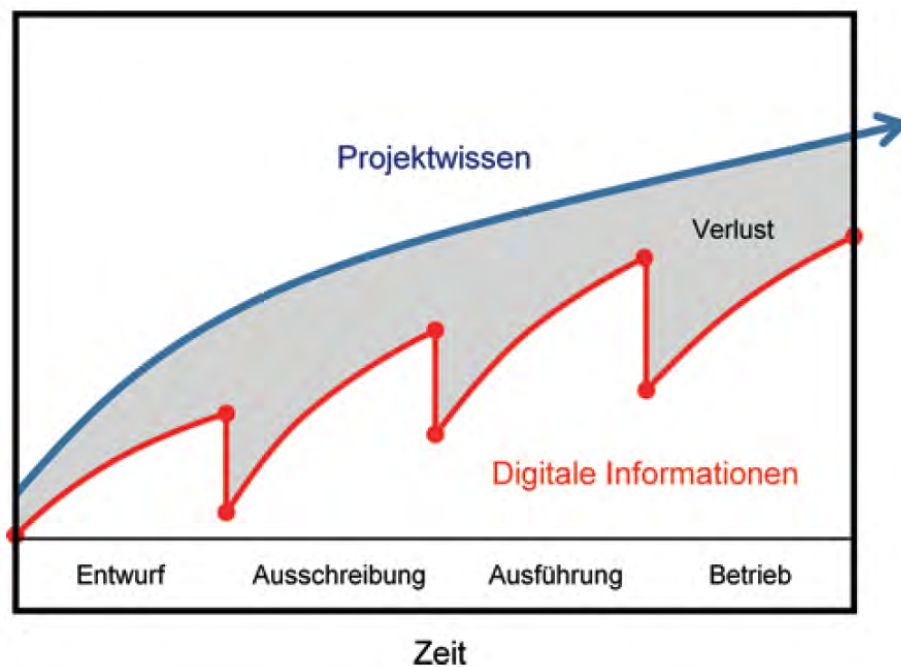 Projektwissen
Verlust
Digitale Informationen
Entwurf
Ausschreibung
Ausführung
Betrieb
Zeit